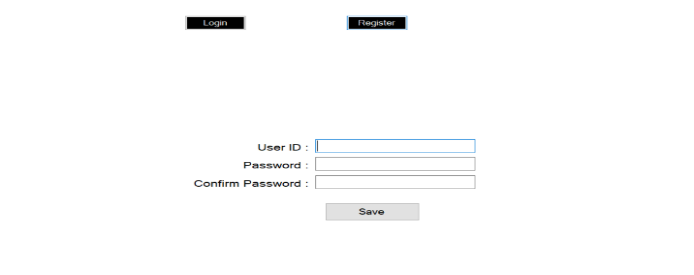 Login Register
User ID :
Password :
Confirm Password :
Save